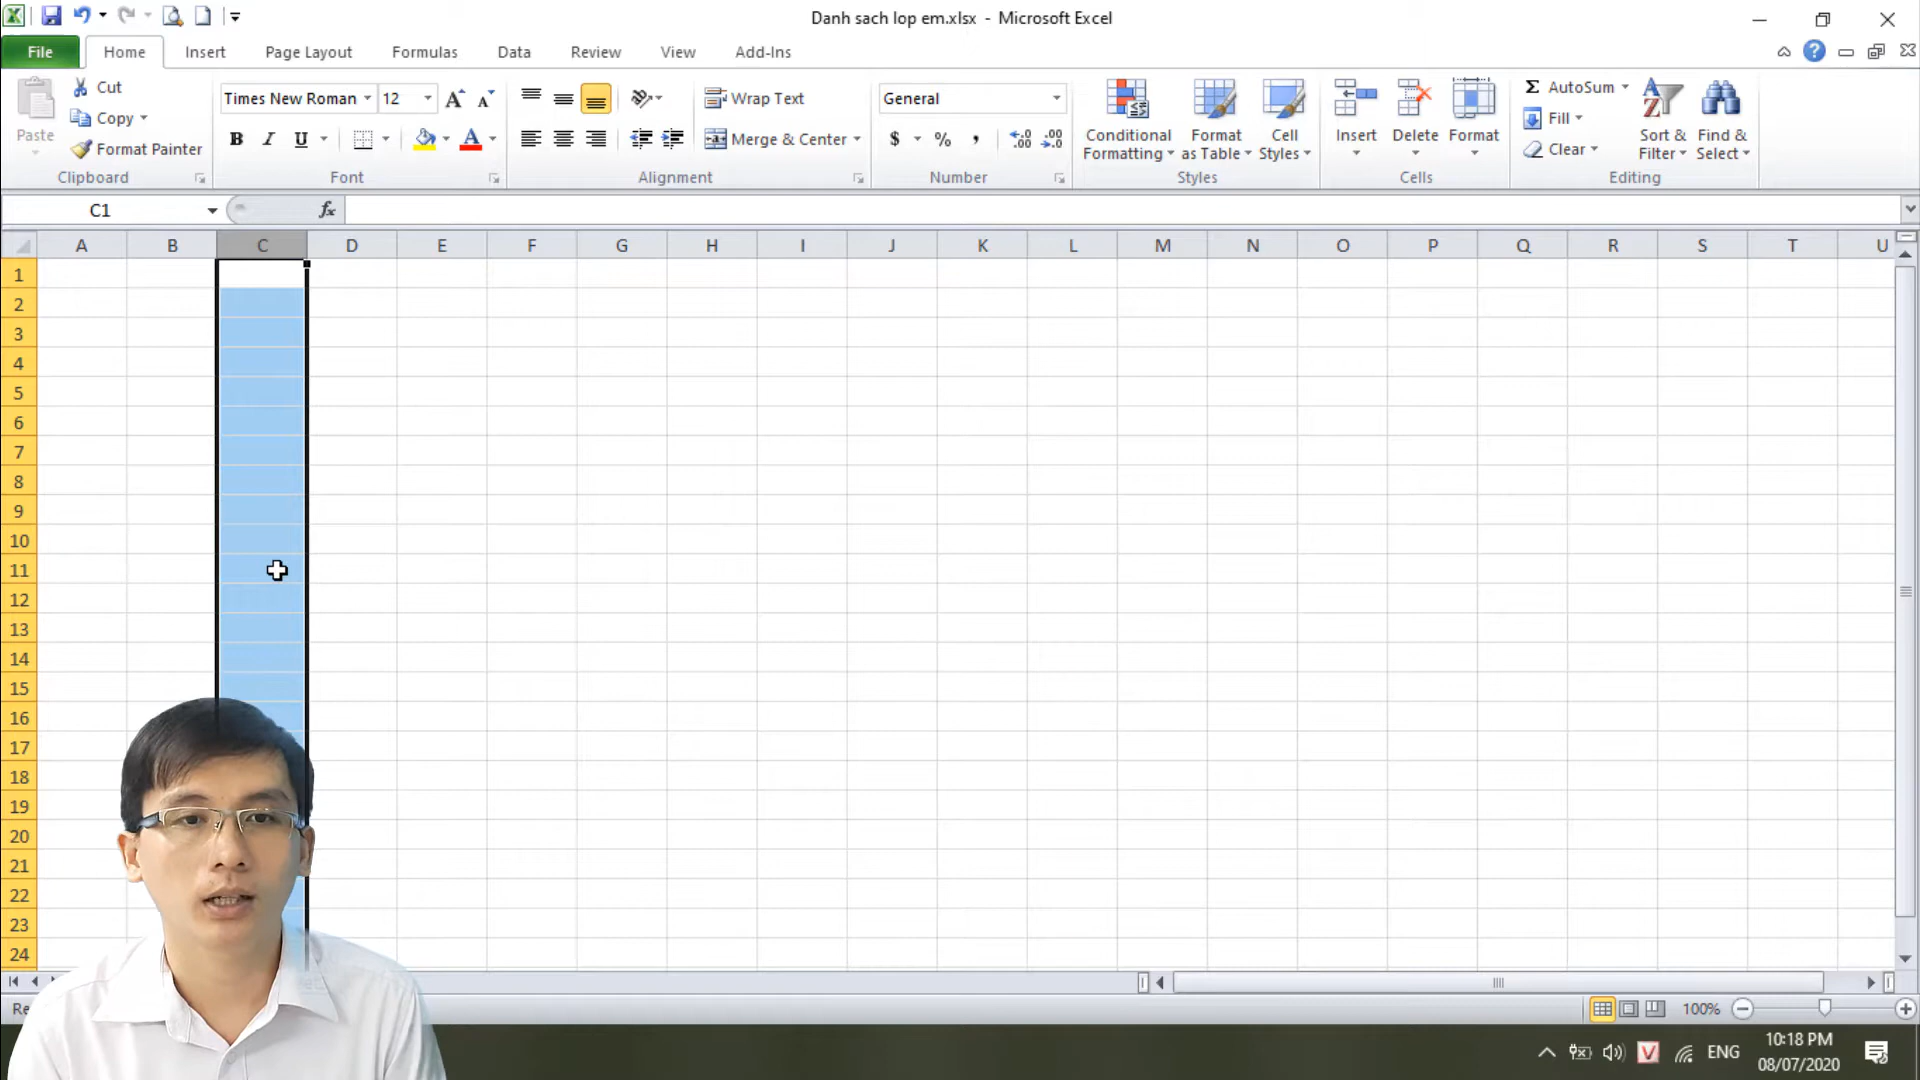 Danh sach lop em.xlsx - Microsoft Excel
File Home Insert Page Layout Formulas Data Review View Add-Ins
Paste Cut Copy Format Painter Clipboard
Times New Roman 12 B I U A Font
Wrap Text Merge & Center Alignment
General $ % , Number
Conditional Formatting Format as Table Cell Styles Styles
Insert Delete Format Cells
Σ AutoSum Fill Clear Sort & Filter Find & Select Editing
C1 fx
A B C D E F G H I J K L M N O P Q R S T U
1
2
3
4
5
6
7
8
9
10
11
12
13
14
15
16
17
18
19
20
21
22
23
24
100%
ENG
10:18 PM
08/07/2020